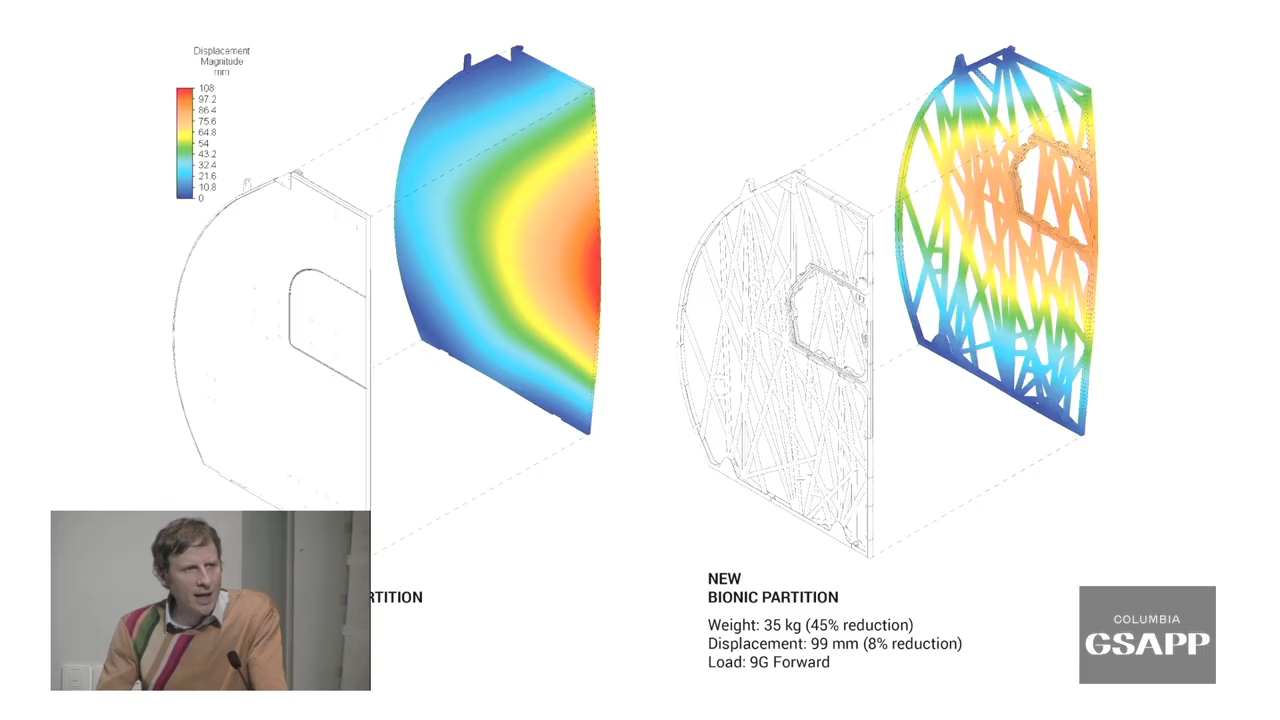 Displacement
Magnitude
mm
108
97.2
86.4
75.6
64.8
54
43.2
32.4
21.6
10.8
0
RTITION
NEW
BIONIC PARTITION
Weight: 35 kg (45% reduction)
Displacement: 99 mm (8% reduction)
Load: 9G Forward
COLUMBIA
GSAPP